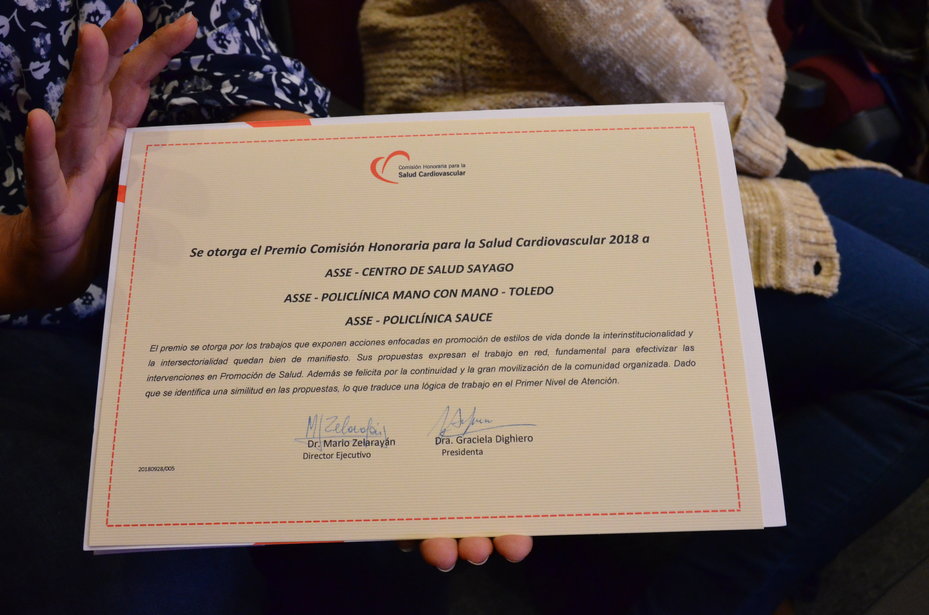 Comisión Honoraria para la
Salud Cardiovascular
Se otorga el Premio Comisión Honoraria para la Salud Cardiovascular 2018 a
ASSE - CENTRO DE SALUD SAYAGO
ASSE - POLICLÍNICA MANO CON MANO - TOLEDO
ASSE - POLICLÍNICA SAUCE
El premio se otorga por los trabajos que exponen acciones enfocadas en promoción de estilos de vida donde la interinstitucionalidad y
la intersectorialidad quedan bien de manifiesto. Sus propuestas expresan el trabajo en red, fundamental para efectivizar las
intervenciones en Promoción de Salud. Además se felicita por la continuidad y la gran movilización de la comunidad organizada. Dado
que se identifica una similitud en las propuestas, lo que traduce una lógica de trabajo en el Primer Nivel de Atención.
M/Zelarayán
Dr. Mario Zelarayán
Dra. Graciela Dighiero
Director Ejecutivo
Presidenta
20180928/005